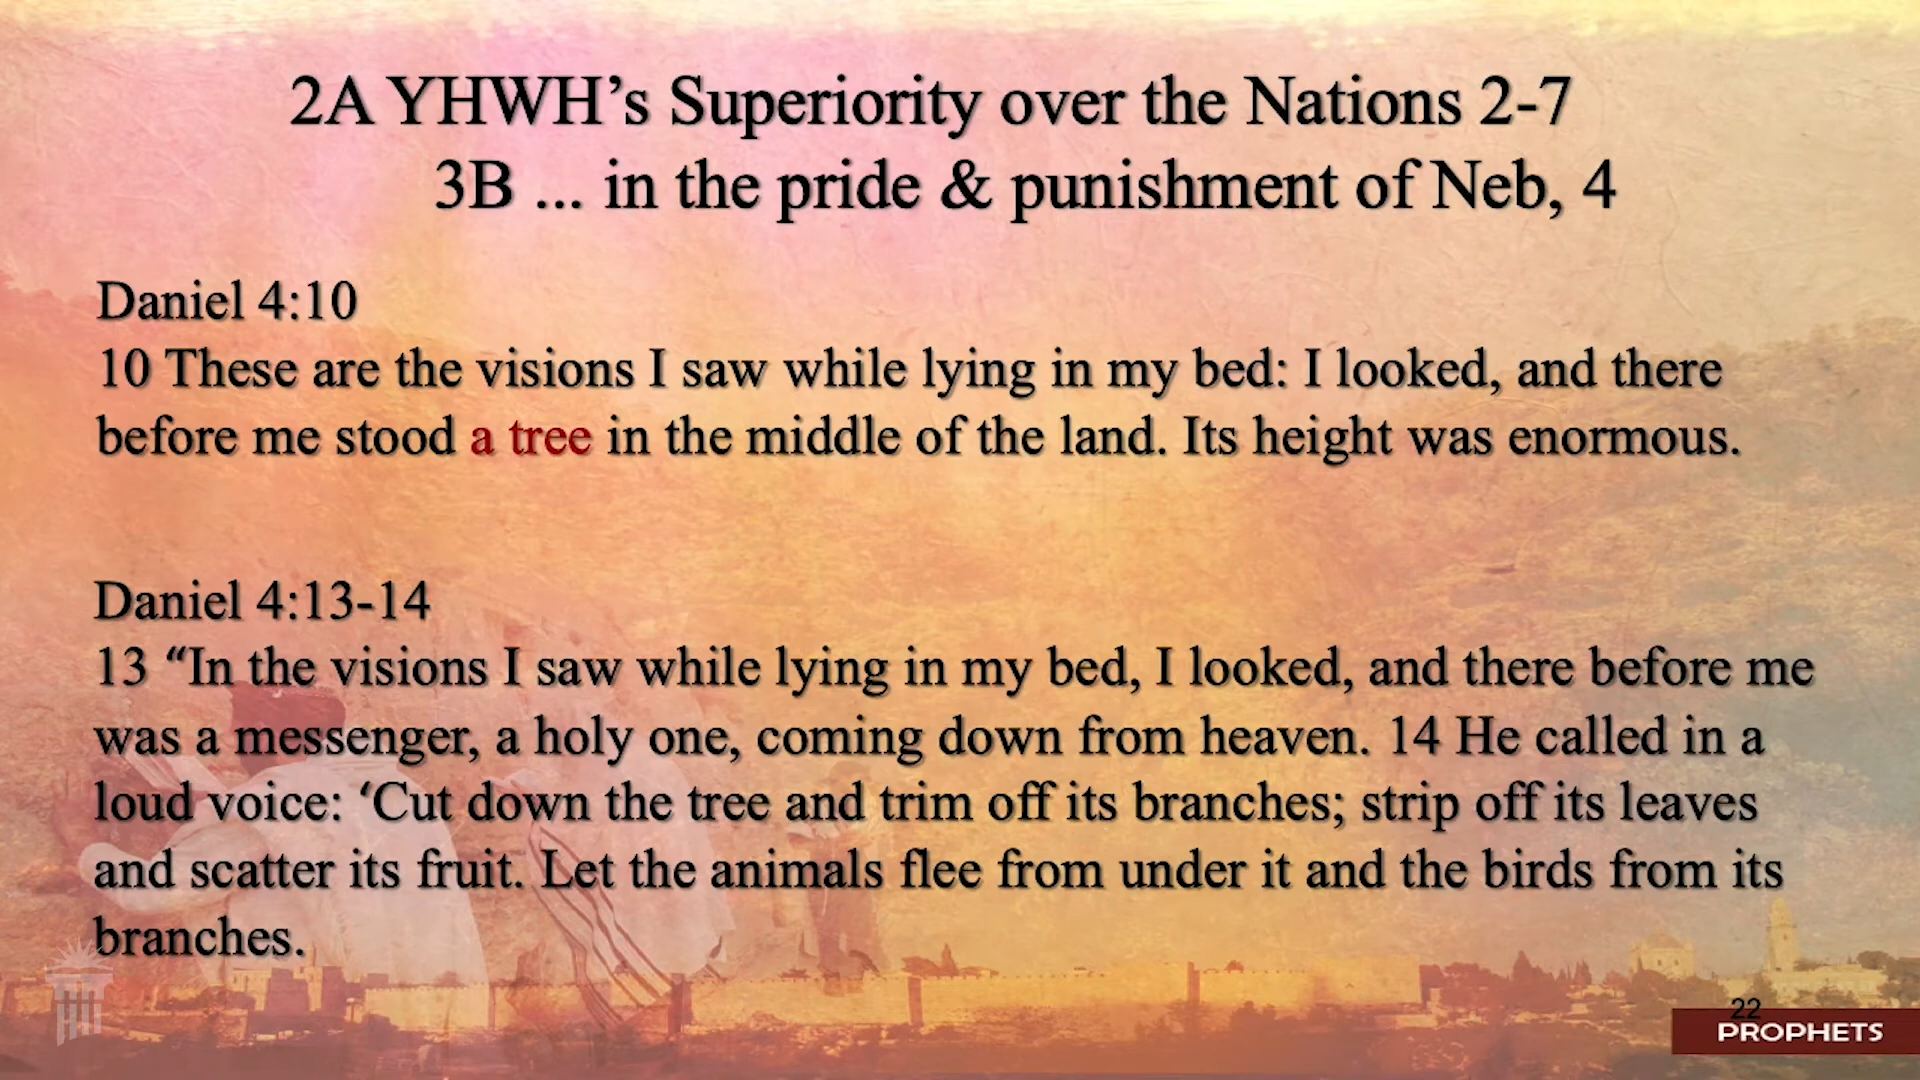 2A YHWH’s Superiority over the Nations 2-7
3B ... in the pride & punishment of Neb, 4
Daniel 4:10
10 These are the visions I saw while lying in my bed: I looked, and there
before me stood a tree in the middle of the land. Its height was enormous.
Daniel 4:13-14
13 “In the visions I saw while lying in my bed, I looked, and there before me
was a messenger, a holy one, coming down from heaven. 14 He called in a
loud voice: ‘Cut down the tree and trim off its branches; strip off its leaves
and scatter its fruit. Let the animals flee from under it and the birds from its
branches.
22
PROPHETS